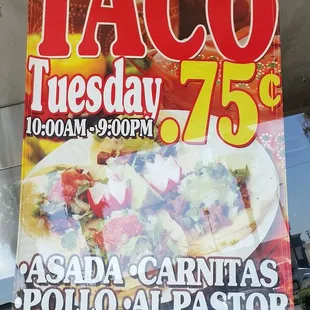 TACO
Tuesday .75¢
10:00AM - 9:00PM
•ASADA •CARNITAS
•POLLO •AL PASTOR